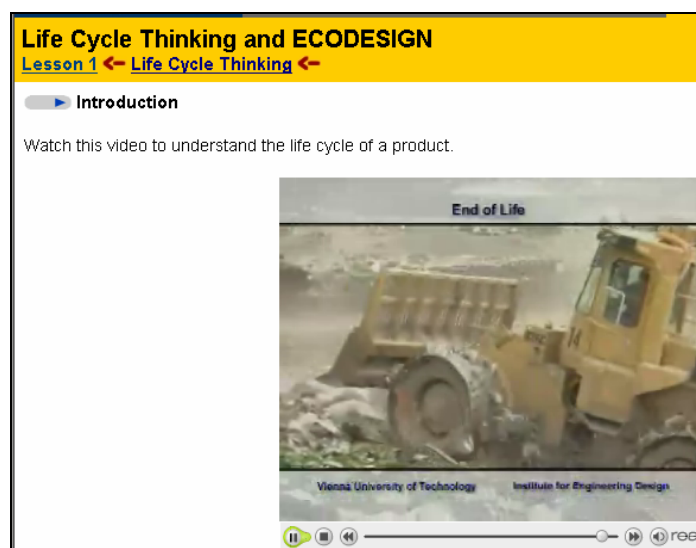 Life Cycle Thinking and ECODESIGN
Lesson 1 Life Cycle Thinking
Introduction
Watch this video to understand the life cycle of a product.
End of Life
14
Vienna University of Technology Institute for Engineering Design